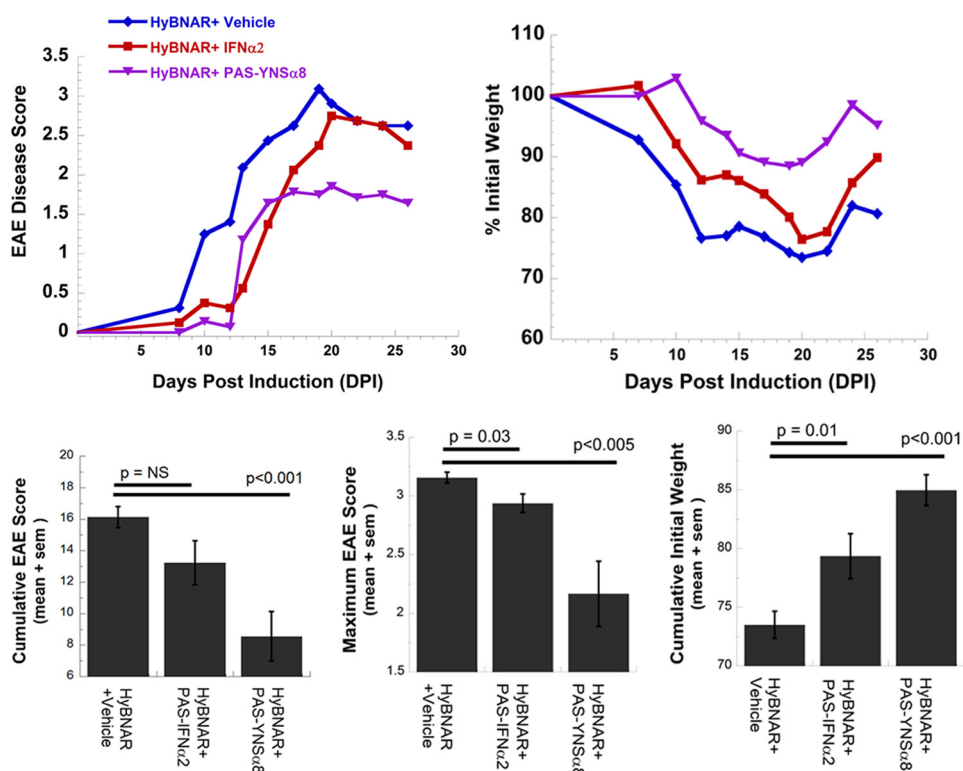 HyBNAR+ Vehicle
HyBNAR+ IFNα2
HyBNAR+ PAS-YNSα8
EAE Disease Score
3.5
3
2.5
2
1.5
1
0.5
0
5
10
15
20
25
30
Days Post Induction (DPI)
% Initial Weight
110
100
90
80
70
60
5
10
15
20
25
30
Days Post Induction (DPI)
Cumulative EAE Score
(mean + sem )
20
18
16
14
12
10
8
6
p = NS
p<0.001
HyBNAR
+Vehicle
HyBNAR+
PAS-IFNα2
HyBNAR+
PAS-YNSα8
Maximum EAE Score
(mean + sem )
3.5
3
2.5
2
1.5
p = 0.03
p<0.005
HyBNAR
+Vehicle
HyBNAR+
PAS-IFNα2
HyBNAR+
PAS-YNSα8
Cumulative Initial Weight
(mean + sem )
90
85
80
75
70
p = 0.01
p<0.001
HyBNAR+
Vehicle
HyBNAR+
PAS-IFNα2
HyBNAR+
PAS-YNSα8